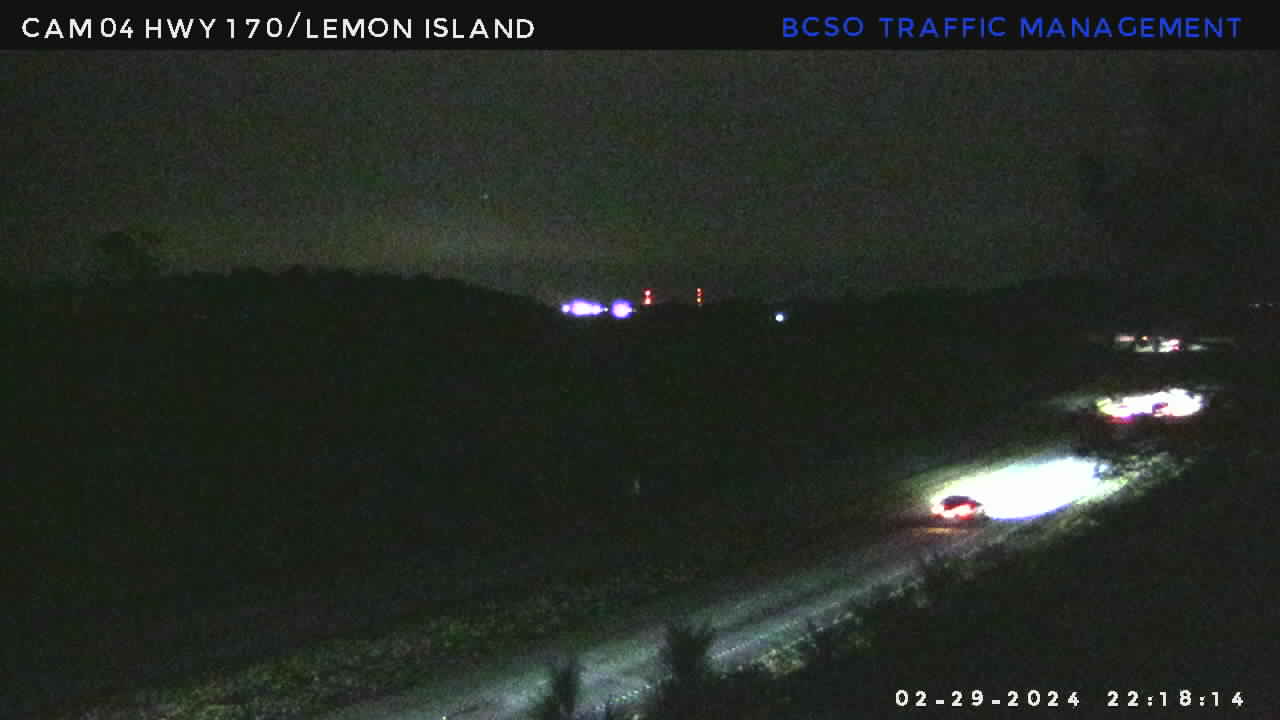 CAM04 HWY 170/LEMON ISLAND
BCSO TRAFFIC MANAGEMENT
02-29-2024 22:18:14